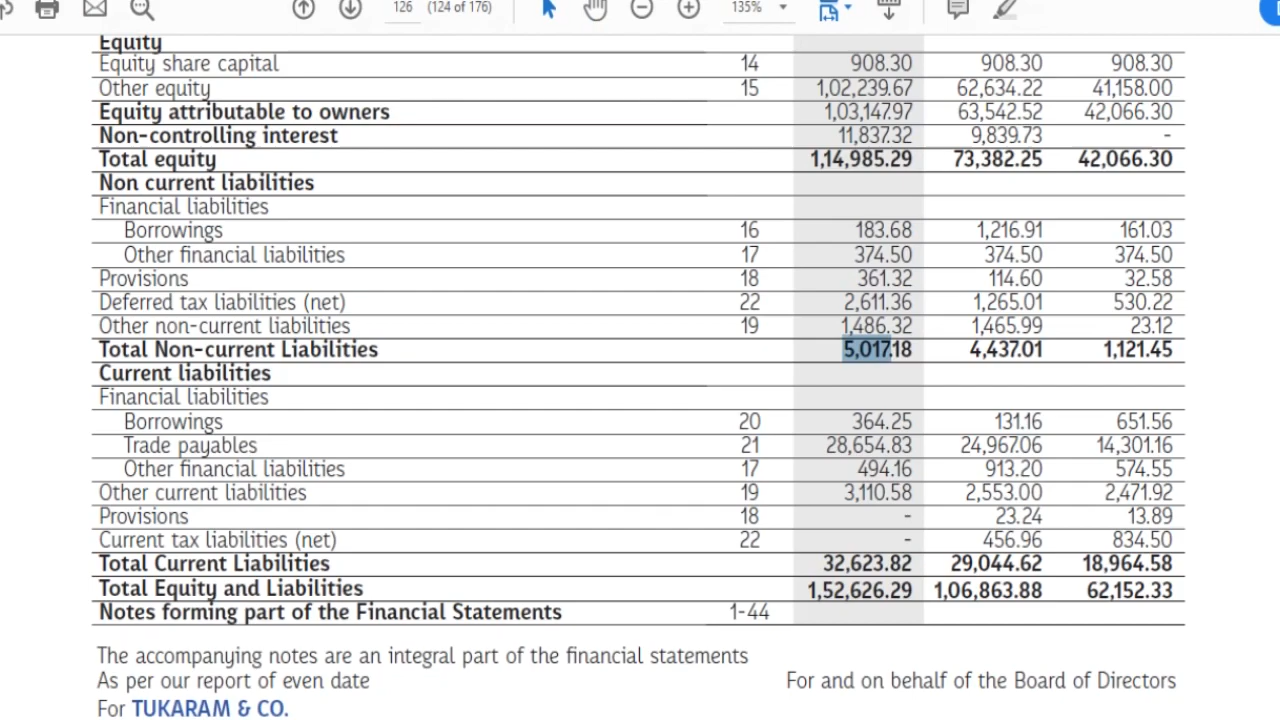 126 (124 of 176) 135%
Equity
Equity share capital 14 908.30 908.30 908.30
Other equity 15 1,02,239.67 62,634.22 41,158.00
Equity attributable to owners 1,03,147.97 63,542.52 42,066.30
Non-controlling interest 11,837.32 9,839.73 -
Total equity 1,14,985.29 73,382.25 42,066.30
Non current liabilities
Financial liabilities
Borrowings 16 183.68 1,216.91 161.03
Other financial liabilities 17 374.50 374.50 374.50
Provisions 18 361.32 114.60 32.58
Deferred tax liabilities (net) 22 2,611.36 1,265.01 530.22
Other non-current liabilities 19 1,486.32 1,465.99 23.12
Total Non-current Liabilities 5,017.18 4,437.01 1,121.45
Current liabilities
Financial liabilities
Borrowings 20 364.25 131.16 651.56
Trade payables 21 28,654.83 24,967.06 14,301.16
Other financial liabilities 17 494.16 913.20 574.55
Other current liabilities 19 3,110.58 2,553.00 2,471.92
Provisions 18 - 23.24 13.89
Current tax liabilities (net) 22 - 456.96 834.50
Total Current Liabilities 32,623.82 29,044.62 18,964.58
Total Equity and Liabilities 1,52,626.29 1,06,863.88 62,152.33
Notes forming part of the Financial Statements 1-44
The accompanying notes are an integral part of the financial statements
As per our report of even date For and on behalf of the Board of Directors
For TUKARAM & CO.